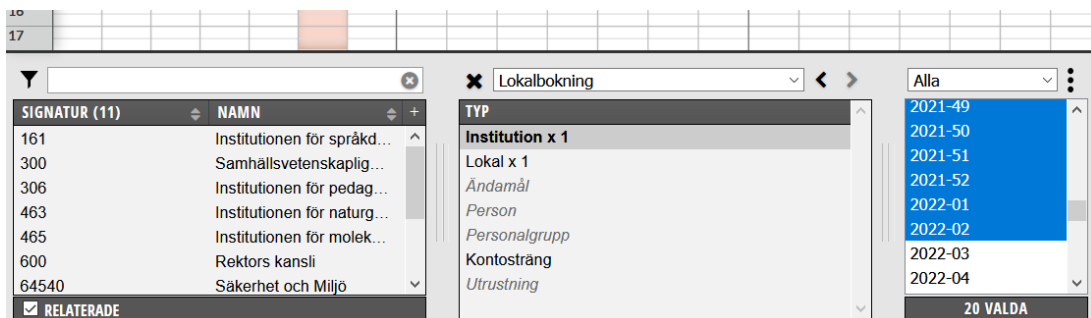 16
17
Lokalbokning
Alla
SIGNATUR (11) NAMN +
161 Institutionen för språkd...
300 Samhällsvetenskaplig...
306 Institutionen för pedag...
463 Institutionen för naturg...
465 Institutionen för molek...
600 Rektors kansli
64540 Säkerhet och Miljö
RELATERADE
TYP
Institution x 1
Lokal x 1
Ändamål
Person
Personalgrupp
Kontosträng
Utrustning
2021-49
2021-50
2021-51
2021-52
2022-01
2022-02
2022-03
2022-04
20 VALDA